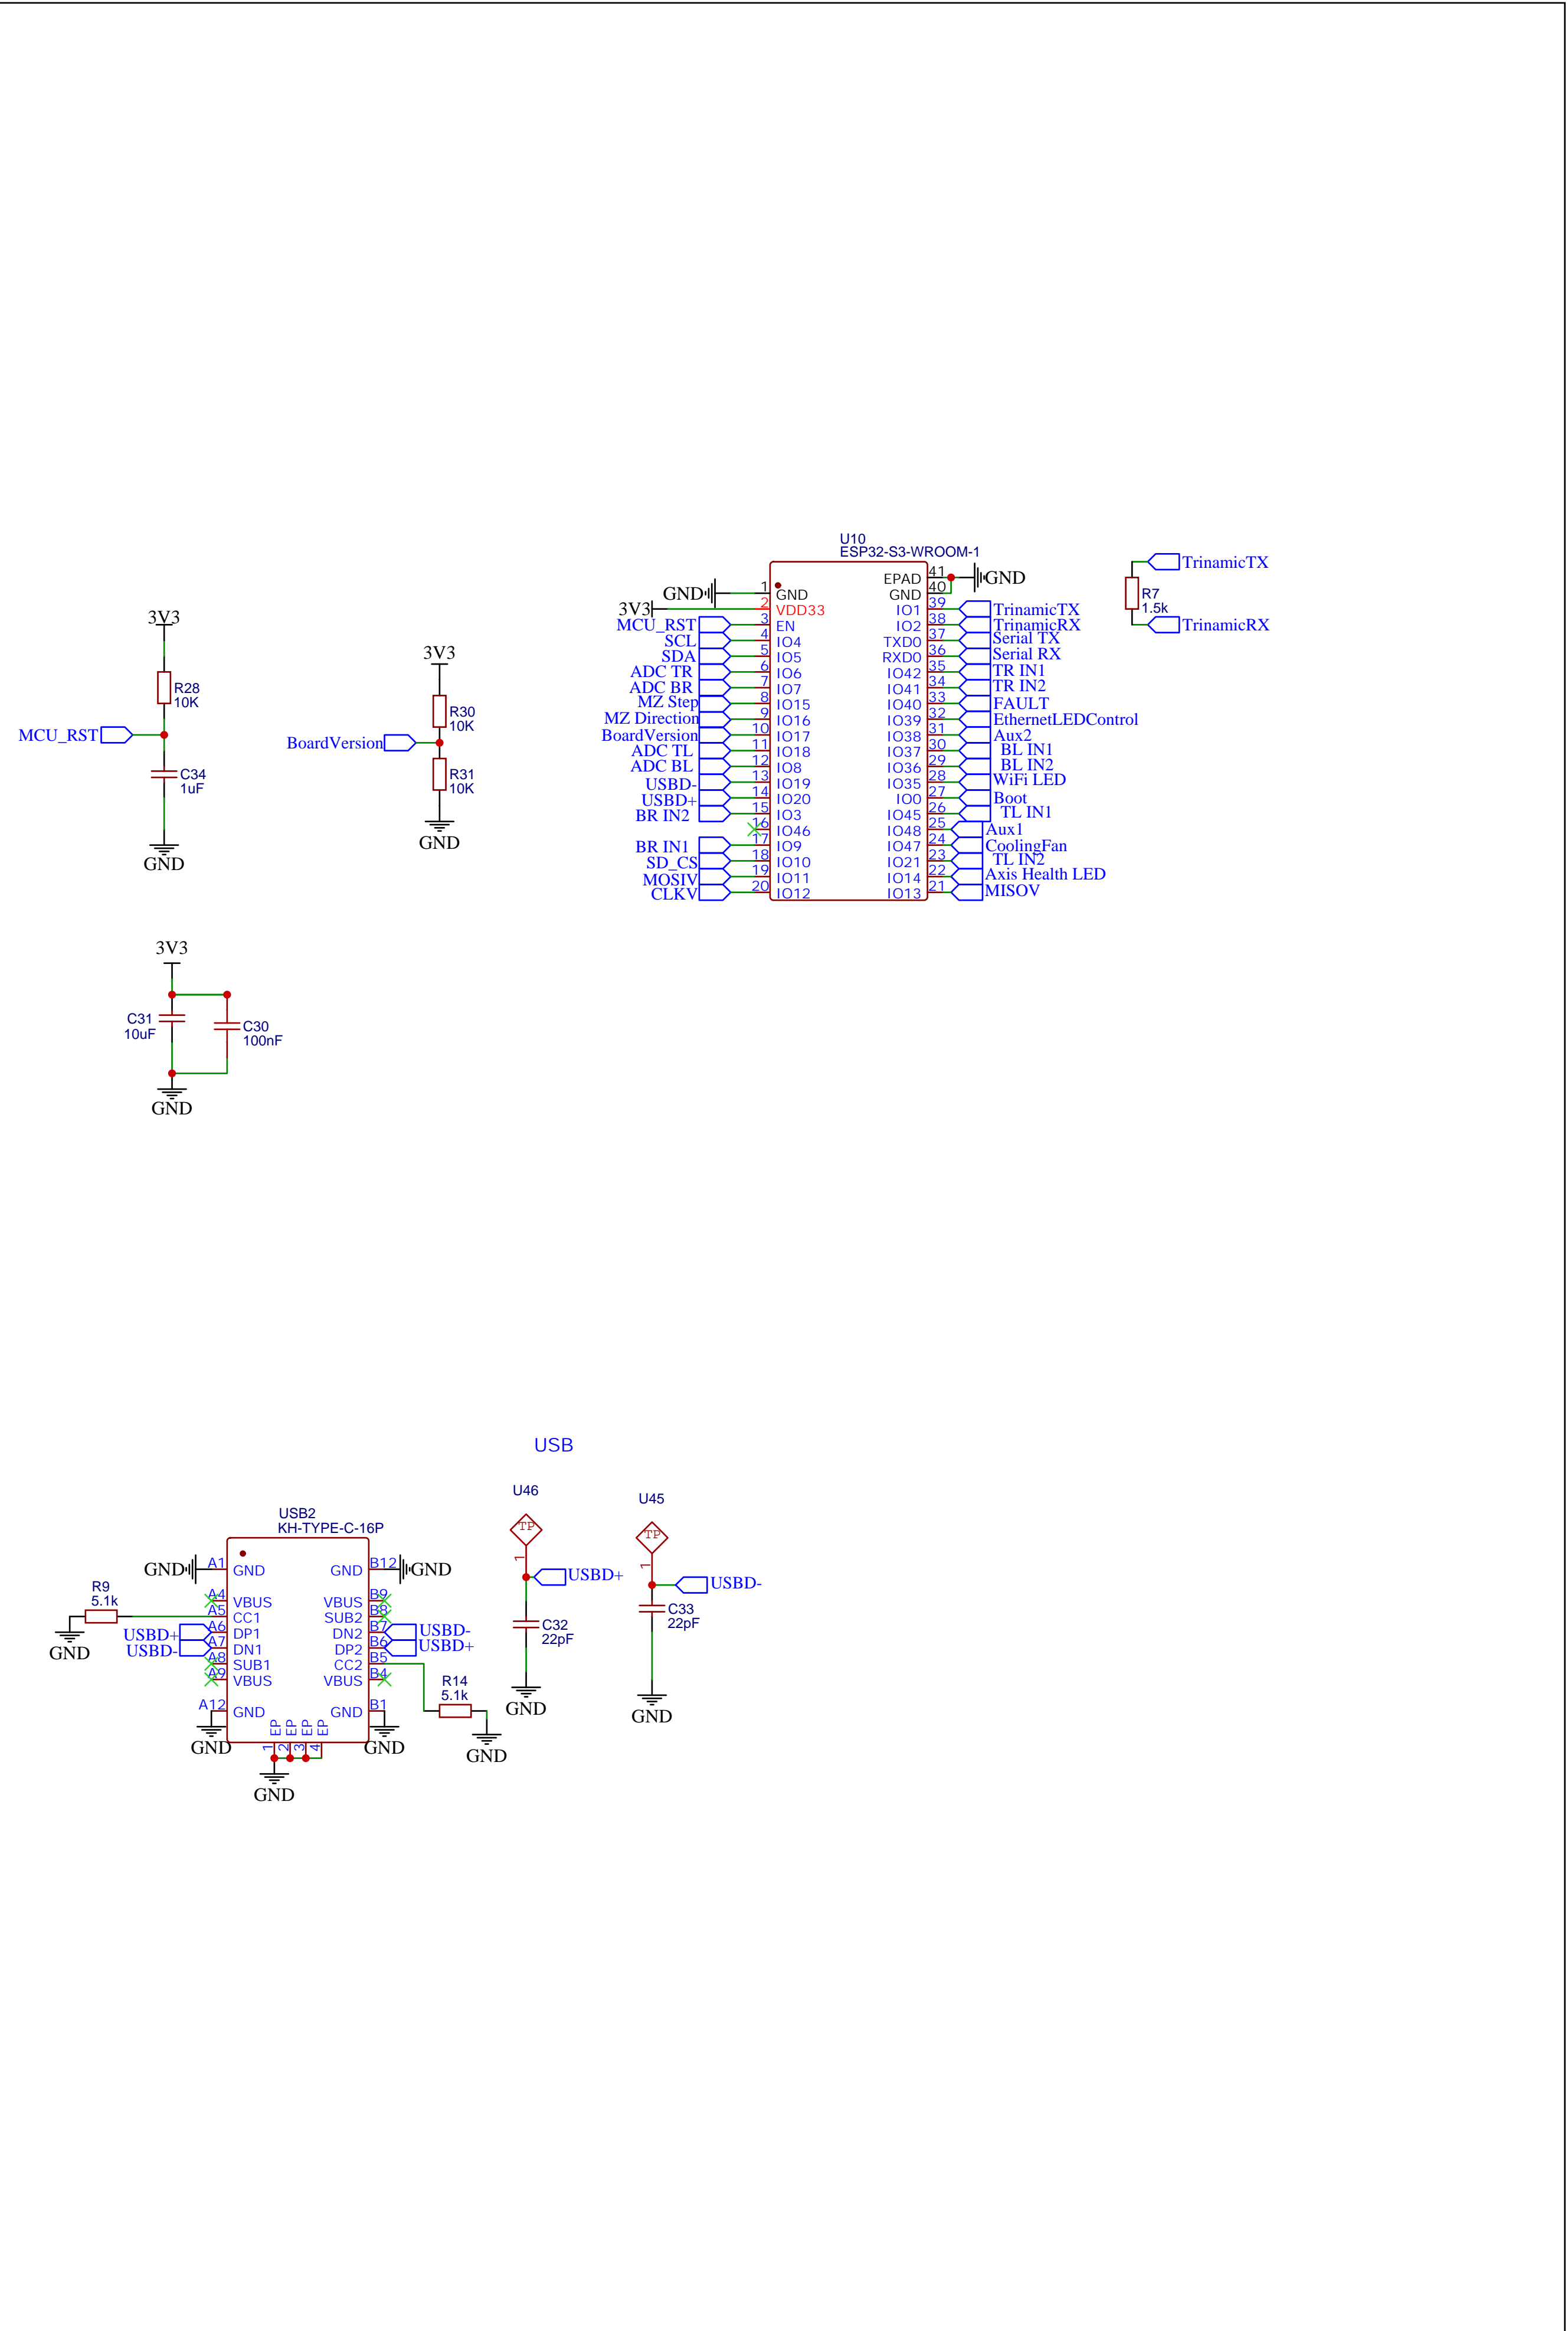 U10
ESP32-S3-WROOM-1
GND
3V3
MCU_RST
SCL
SDA
ADC TR
ADC BR
MZ Step
MZ Direction
BoardVersion
ADC TL
ADC BL
USBD-
USBD+
BR IN2
BR IN1
SD_CS
MOSIV
CLKV
1 GND
2 VDD33
3 EN
4 IO4
5 IO5
6 IO6
7 IO7
8 IO15
9 IO16
10 IO17
11 IO18
12 IO8
13 IO19
14 IO20
15 IO3
16 IO46
17 IO9
18 IO10
19 IO11
20 IO12
EPAD 41 GND
GND 40
IO1 39 TrinamicTX
IO2 38 TrinamicRX
TXD0 37 Serial TX
RXD0 36 Serial RX
IO42 35 TR IN1
IO41 34 TR IN2
IO40 33 FAULT
IO39 32 EthernetLEDControl
IO38 31 Aux2
IO37 30 BL IN1
IO36 29 BL IN2
IO35 28 WiFi LED
IO0 27 Boot
IO45 26 TL IN1
IO48 25 Aux1
IO47 24 CoolingFan
IO21 23 TL IN2
IO14 22 Axis Health LED
IO13 21 MISOV
TrinamicTX
R7
1.5k
TrinamicRX
3V3
R28
10K
MCU_RST
C34
1uF
GND
3V3
R30
10K
BoardVersion
R31
10K
GND
3V3
C31
10uF
C30
100nF
GND
USB
USB2
KH-TYPE-C-16P
GND A1 GND
A4 VBUS
R9
5.1k
GND
A5 CC1
USBD+ A6 DP1
USBD- A7 DN1
A8 SUB1
A9 VBUS
A12 GND
GND
GND B12 GND
VBUS B9
SUB2 B8
DN2 B7 USBD-
DP2 B6 USBD+
CC2 B5
VBUS B4
GND B1
GND
R14
5.1k
GND
EP EP EP EP
1 2 3 4
GND
U46
TP
1
USBD+
C32
22pF
GND
U45
TP
1
USBD-
C33
22pF
GND